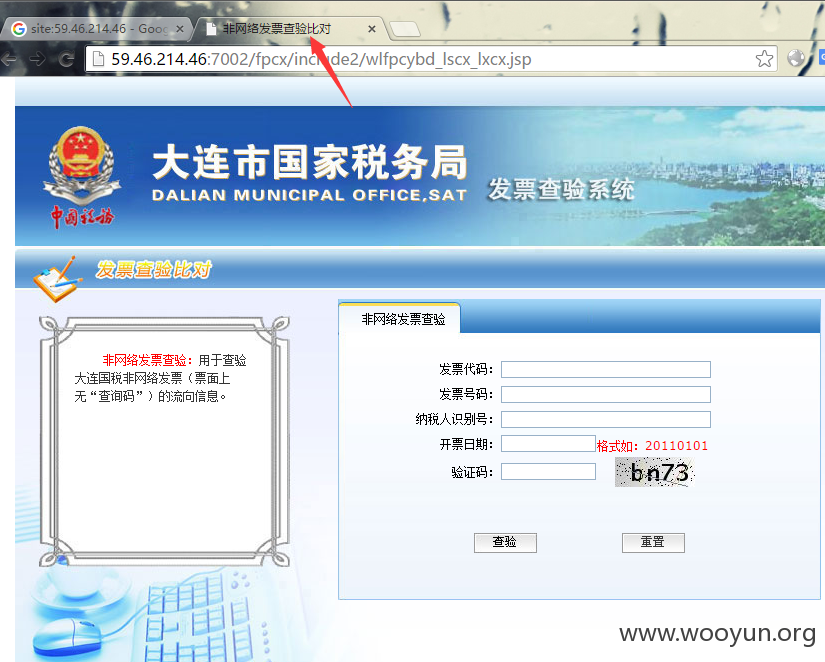 site:59.46.214.46 - Goog
非网络发票查验比对
59.46.214.46:7002/fpcx/include2/wlfpcybd_lscx_lxcx.jsp
大连市国家税务局
DALIAN MUNICIPAL OFFICE,SAT
发票查验系统
中国税务
发票查验比对
非网络发票查验
非网络发票查验：用于查验
大连国税非网络发票（票面上
无“查询码”）的流向信息。
发票代码：
发票号码：
纳税人识别号：
开票日期： 格式如：20110101
验证码： bn73
查验 重置
www.wooyun.org